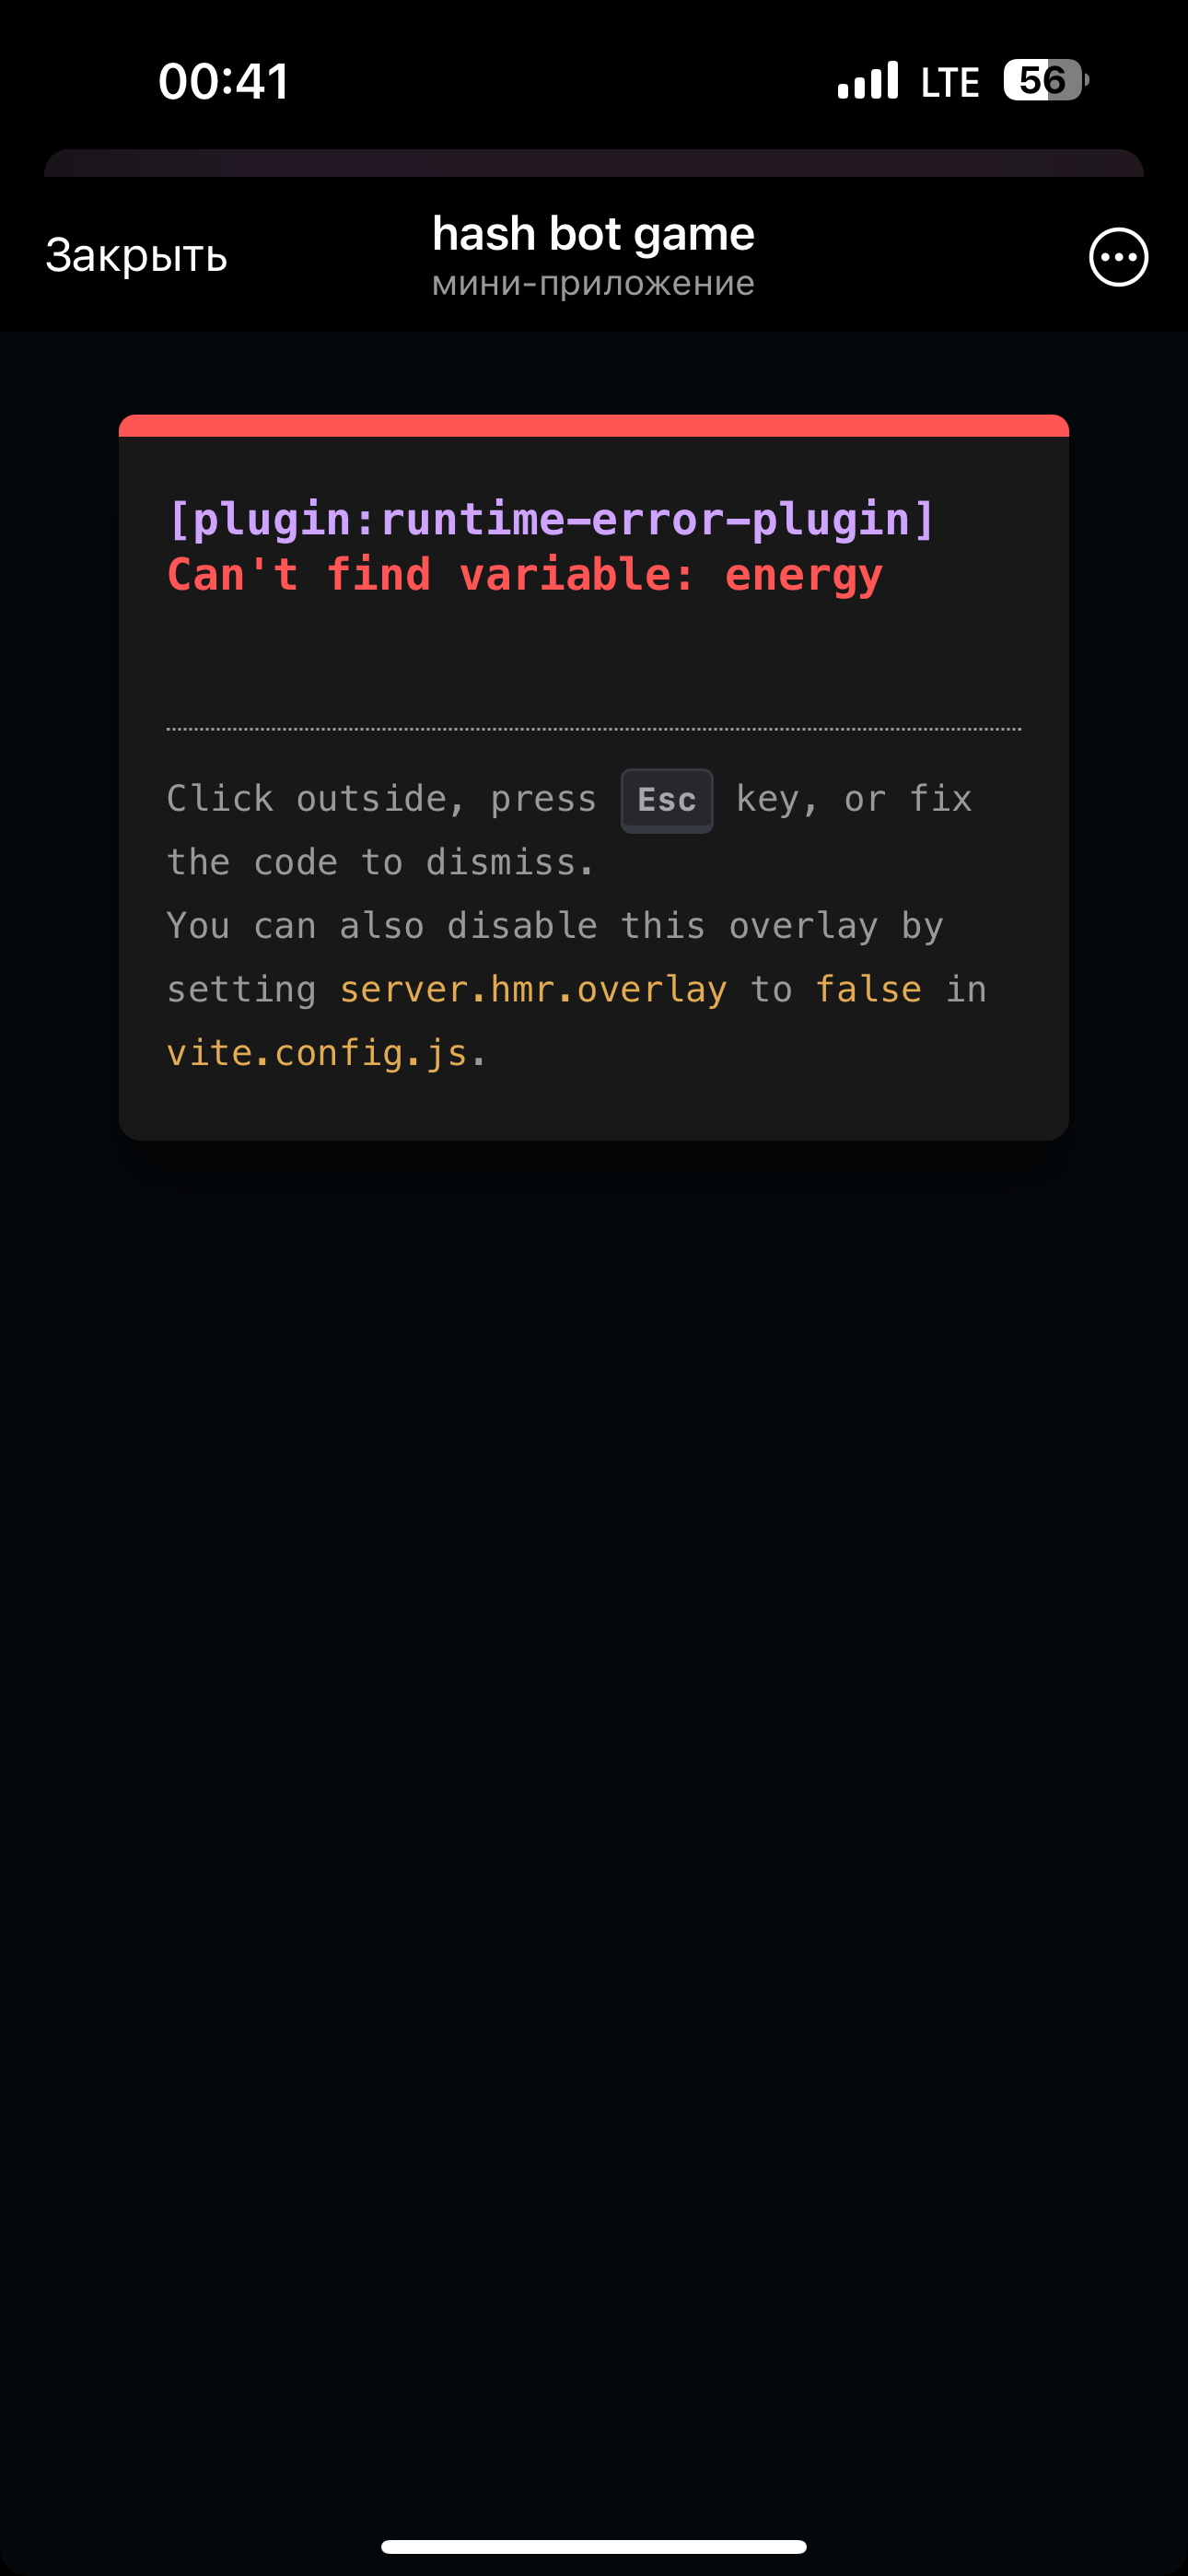 00:41
LTE
56
Закрыть
hash bot game
мини-приложение
[plugin:runtime-error-plugin]
Can't find variable: energy
Click outside, press Esc key, or fix
the code to dismiss.
You can also disable this overlay by
setting server.hmr.overlay to false in
vite.config.js.